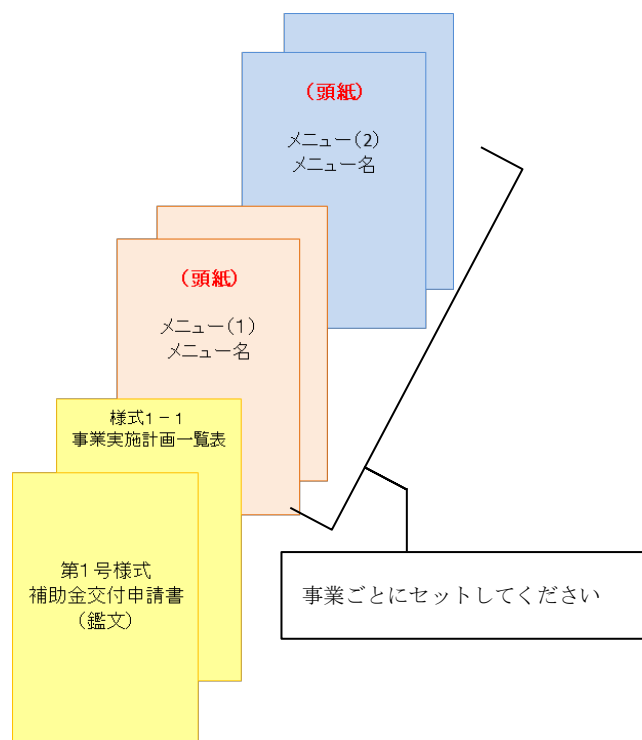 (頭紙)
メニュー(2)
メニュー名
(頭紙)
メニュー(1)
メニュー名
様式1-1
事業実施計画一覧表
第1号様式
補助金交付申請書
(鑑文)
事業ごとにセットしてください